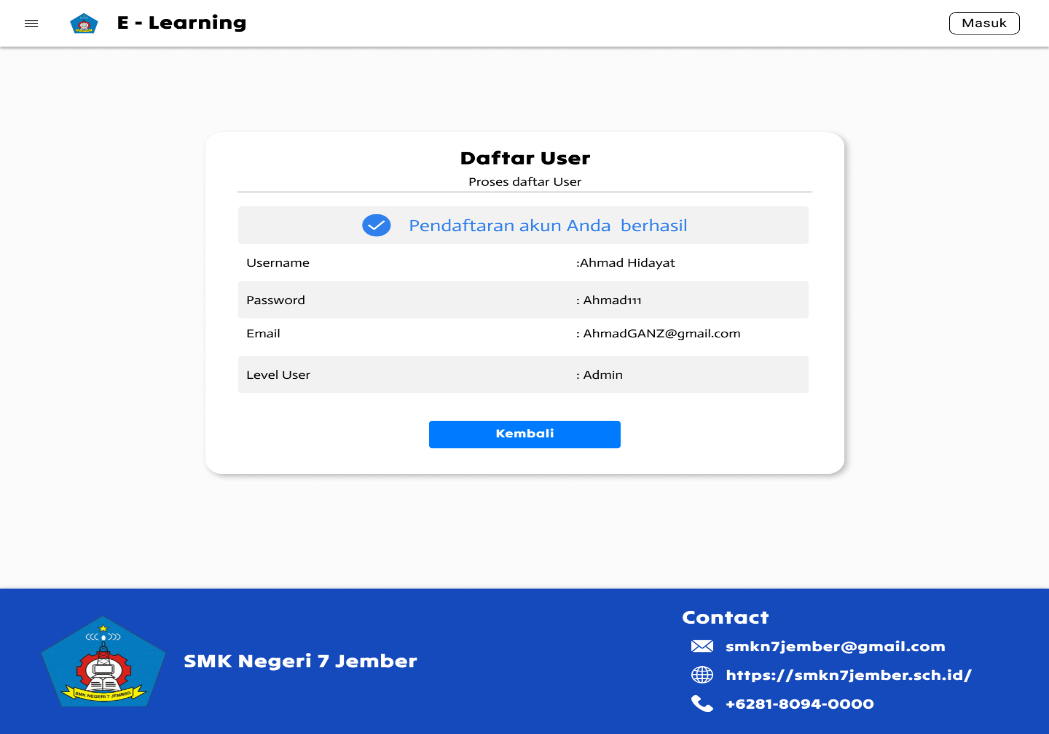 E - Learning
Masuk
Daftar User
Proses daftar User
Pendaftaran akun Anda berhasil
Username :Ahmad Hidayat
Password : Ahmad111
Email : AhmadGANZ@gmail.com
Level User : Admin
Kembali
SMK Negeri 7 Jember
Contact
smkn7jember@gmail.com
https://smkn7jember.sch.id/
+6281-8094-0000